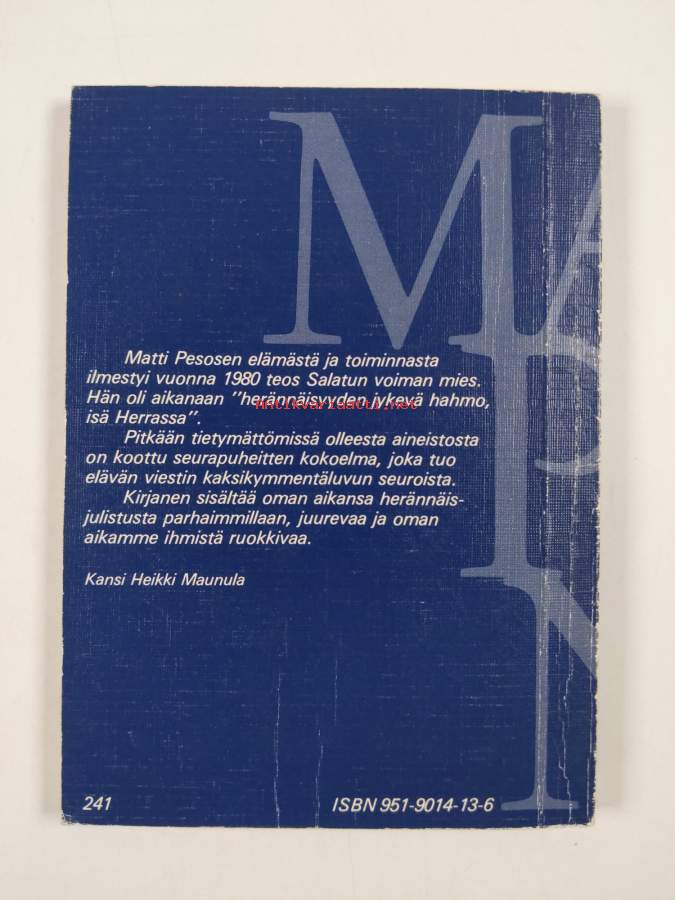 Matti Pesosen elämästä ja toiminnasta
ilmestyi vuonna 1980 teos Salatun voiman mies.
Hän oli aikanaan "herännäisyyden jykevä hahmo,
Antikvariaatti.net
isä Herrassa".
Pitkään tietymättömissä olleesta aineistosta
on koottu seurapuheitten kokoelma, joka tuo
elävän viestin kaksikymmentäluvun seuroista.
Kirjanen sisältää oman aikansa herännäis-
julistusta parhaimmillaan, juurevaa ja oman
aikamme ihmistä ruokkivaa.
Kansi Heikki Maunula
241
ISBN 951-9014-13-6